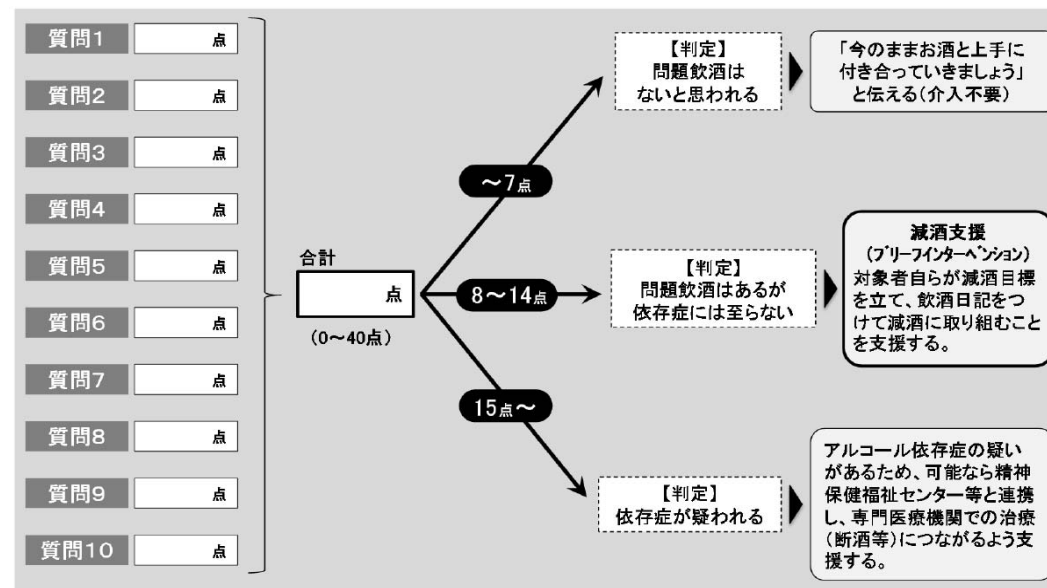 質問1 点
質問2 点
質問3 点
質問4 点
質問5 点
質問6 点
質問7 点
質問8 点
質問9 点
質問10 点
合計
点
(0～40点)
～7点
【判定】
問題飲酒は
ないと思われる
「今のままお酒と上手に
付き合っていきましょう」
と伝える(介入不要)
8～14点
【判定】
問題飲酒はあるが
依存症には至らない
減酒支援
(ブリーフインターベンション)
対象者自らが減酒目標
を立て、飲酒日記をつ
けて減酒に取り組むこと
を支援する。
15点～
【判定】
依存症が疑われる
アルコール依存症の疑い
があるため、可能なら精神
保健福祉センター等と連携
し、専門医療機関での治療
(断酒等)につながるよう支
援する。